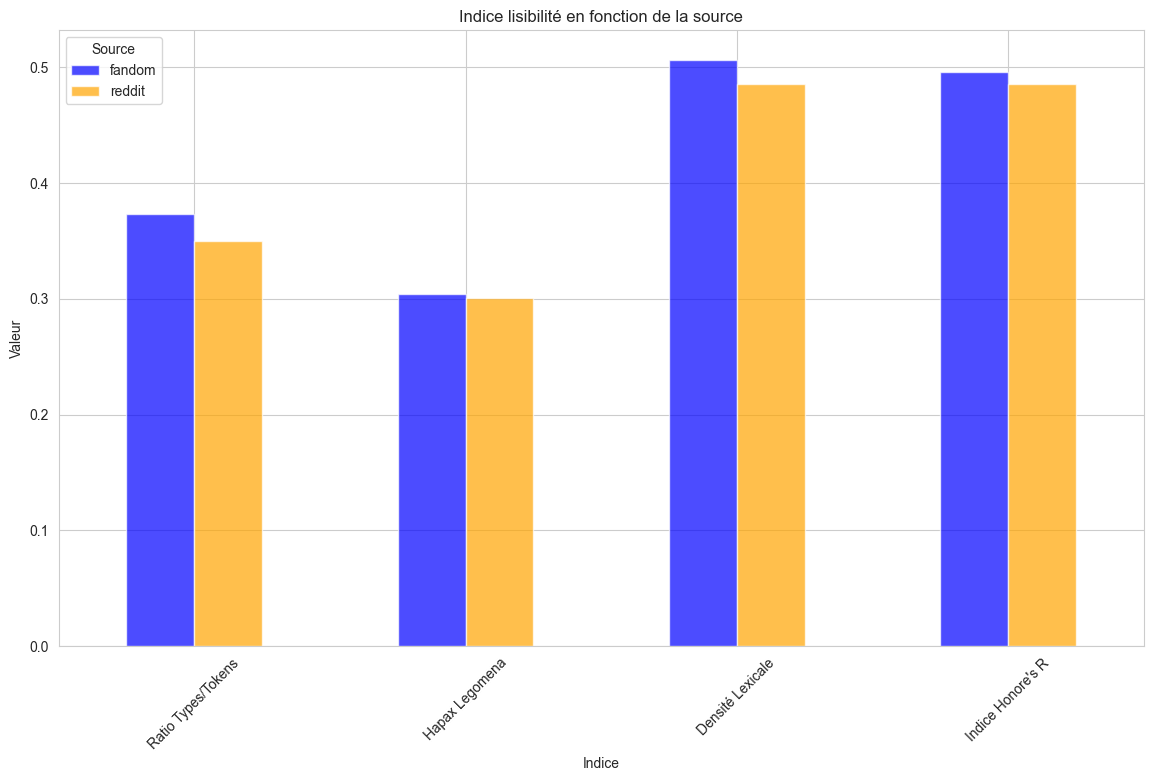 Indice lisibilité en fonction de la source
Source
fandom
reddit
Valeur
0.5
0.4
0.3
0.2
0.1
0.0
Ratio Types/Tokens
Hapax Legomena
Densité Lexicale
Indice Honore's R
Indice